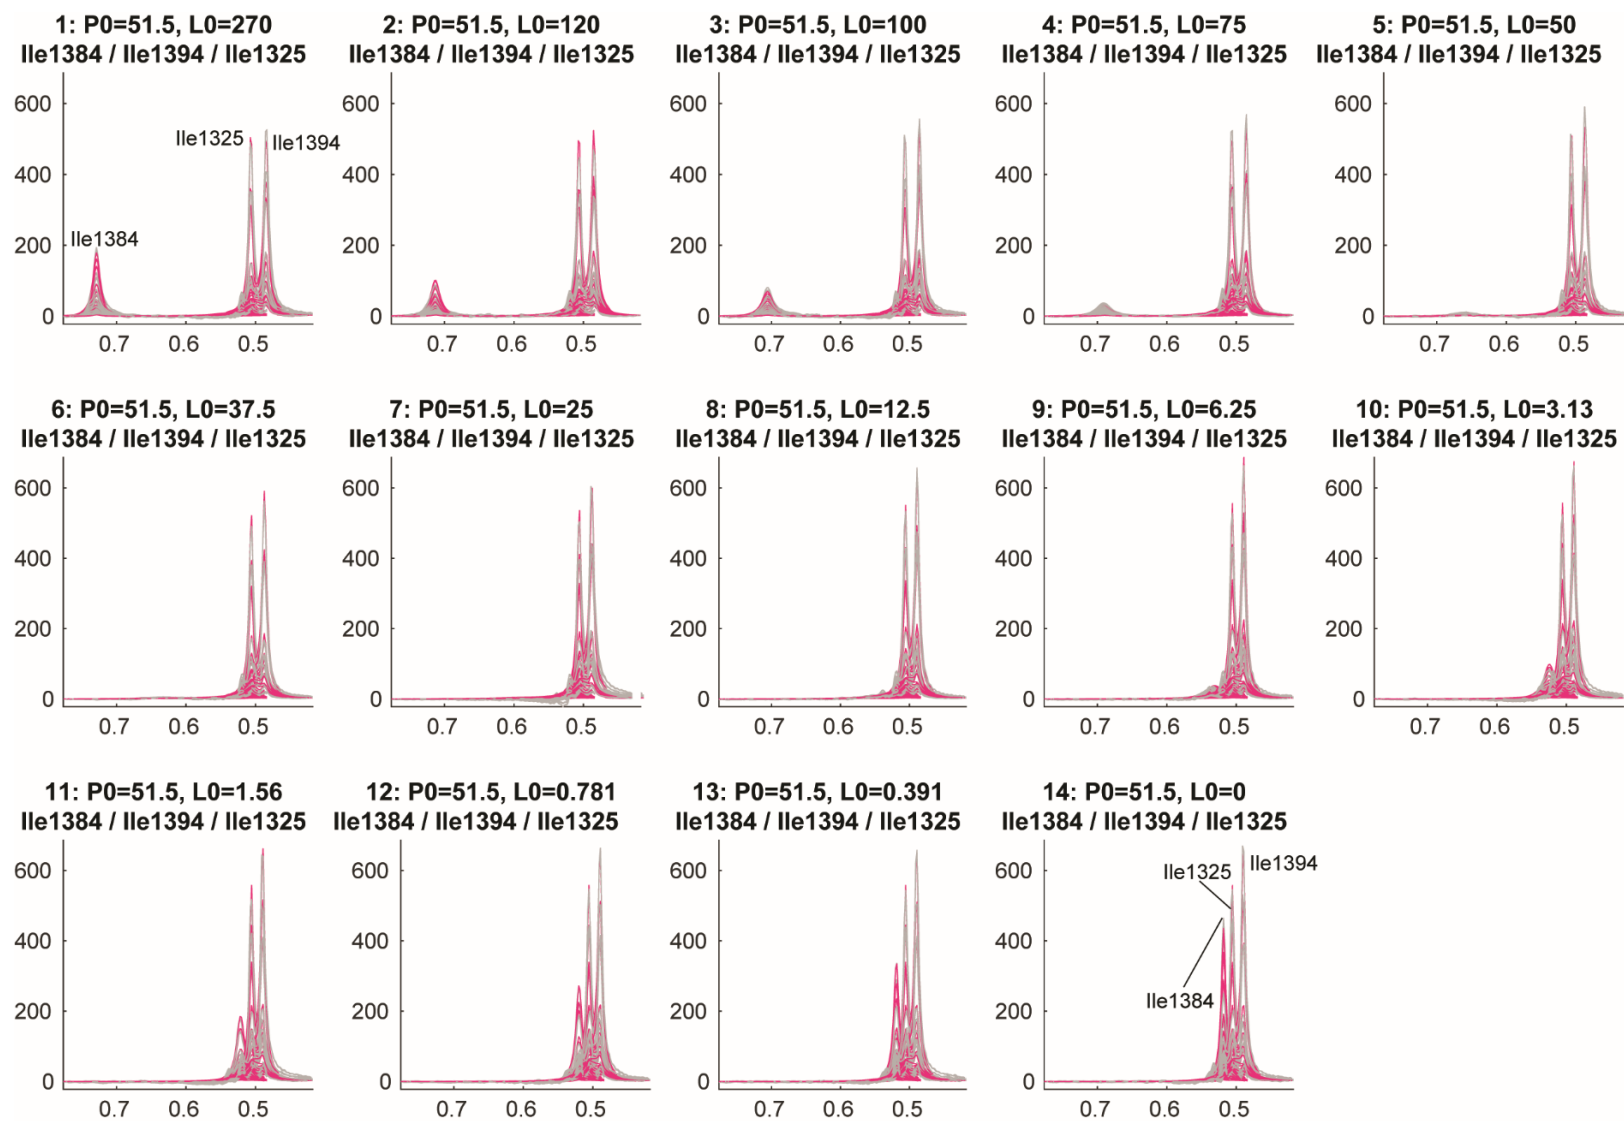 1: P0=51.5, L0=270
Ile1384 / Ile1394 / Ile1325
600
400
200
0
Ile1325
Ile1394
Ile1384
0.7 0.6 0.5
2: P0=51.5, L0=120
Ile1384 / Ile1394 / Ile1325
600
400
200
0
0.7 0.6 0.5
3: P0=51.5, L0=100
Ile1384 / Ile1394 / Ile1325
600
400
200
0
0.7 0.6 0.5
4: P0=51.5, L0=75
Ile1384 / Ile1394 / Ile1325
600
400
200
0
0.7 0.6 0.5
5: P0=51.5, L0=50
Ile1384 / Ile1394 / Ile1325
600
400
200
0
0.7 0.6 0.5
6: P0=51.5, L0=37.5
Ile1384 / Ile1394 / Ile1325
600
400
200
0
0.7 0.6 0.5
7: P0=51.5, L0=25
Ile1384 / Ile1394 / Ile1325
600
400
200
0
0.7 0.6 0.5
8: P0=51.5, L0=12.5
Ile1384 / Ile1394 / Ile1325
600
400
200
0
0.7 0.6 0.5
9: P0=51.5, L0=6.25
Ile1384 / Ile1394 / Ile1325
600
400
200
0
0.7 0.6 0.5
10: P0=51.5, L0=3.13
Ile1384 / Ile1394 / Ile1325
600
400
200
0
0.7 0.6 0.5
11: P0=51.5, L0=1.56
Ile1384 / Ile1394 / Ile1325
600
400
200
0
0.7 0.6 0.5
12: P0=51.5, L0=0.781
Ile1384 / Ile1394 / Ile1325
600
400
200
0
0.7 0.6 0.5
13: P0=51.5, L0=0.391
Ile1384 / Ile1394 / Ile1325
600
400
200
0
0.7 0.6 0.5
14: P0=51.5, L0=0
Ile1384 / Ile1394 / Ile1325
600
400
200
0
Ile1394
Ile1325
Ile1384
0.7 0.6 0.5